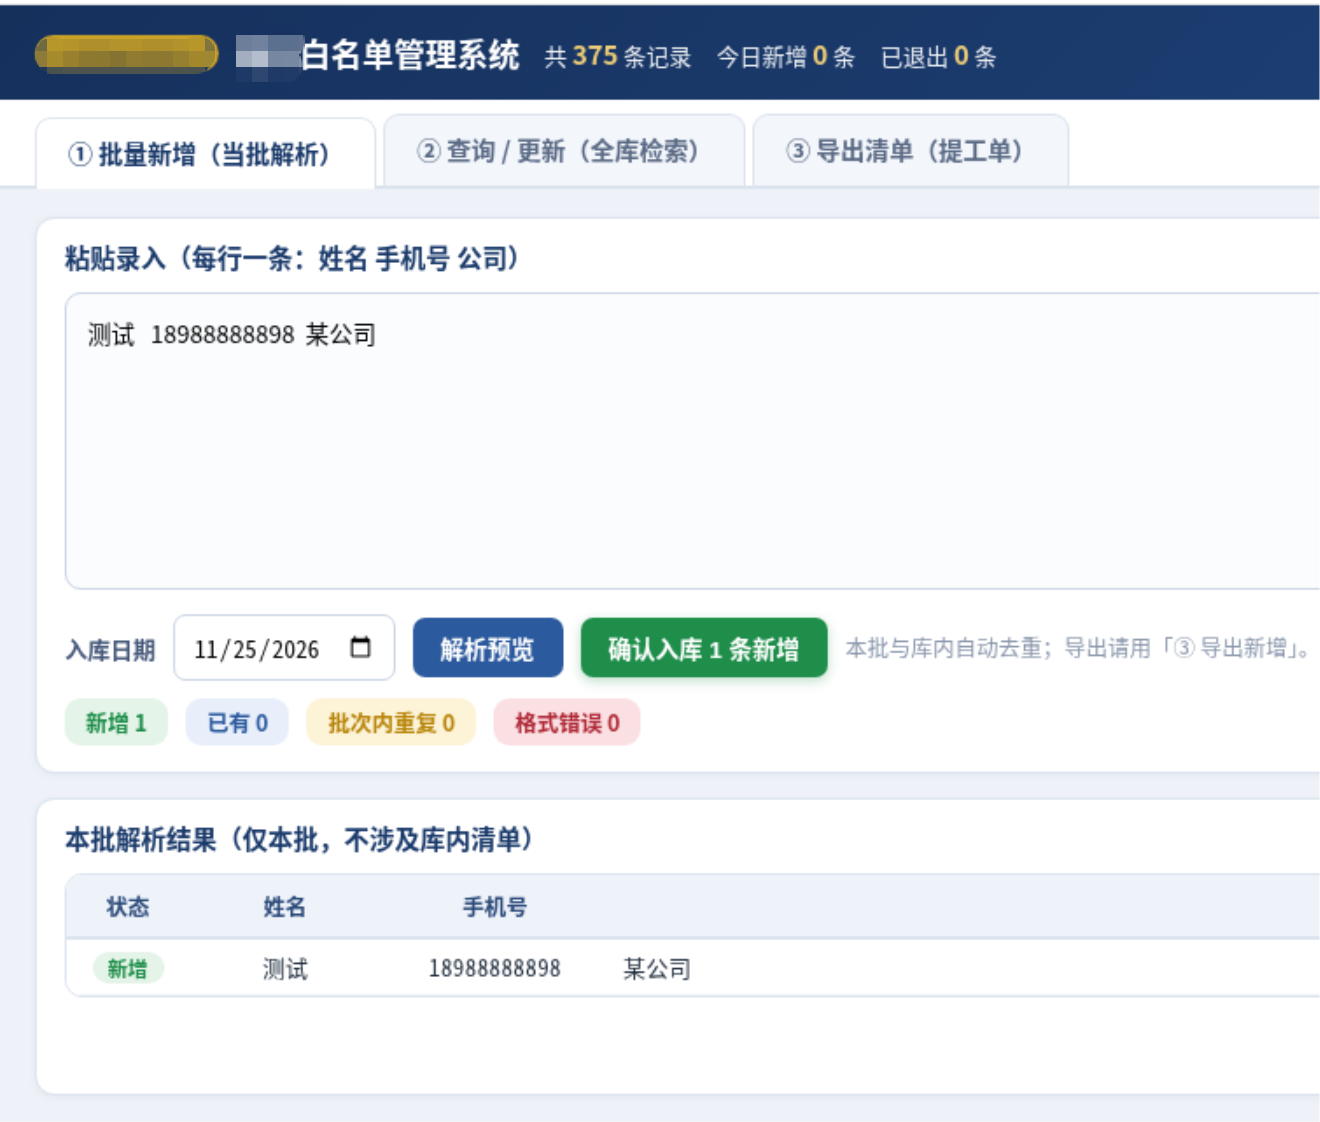 白名单管理系统 共 375 条记录 今日新增 0 条 已退出 0 条
① 批量新增（当批解析） ② 查询 / 更新（全库检索） ③ 导出清单（提工单）
粘贴录入（每行一条：姓名 手机号 公司）
测试 18988888898 某公司
入库日期 11/25/2026 解析预览 确认入库 1 条新增 本批与库内自动去重；导出请用「③ 导出新增」。
新增 1 已有 0 批次内重复 0 格式错误 0
本批解析结果（仅本批，不涉及库内清单）
状态 姓名 手机号
新增 测试 18988888898 某公司